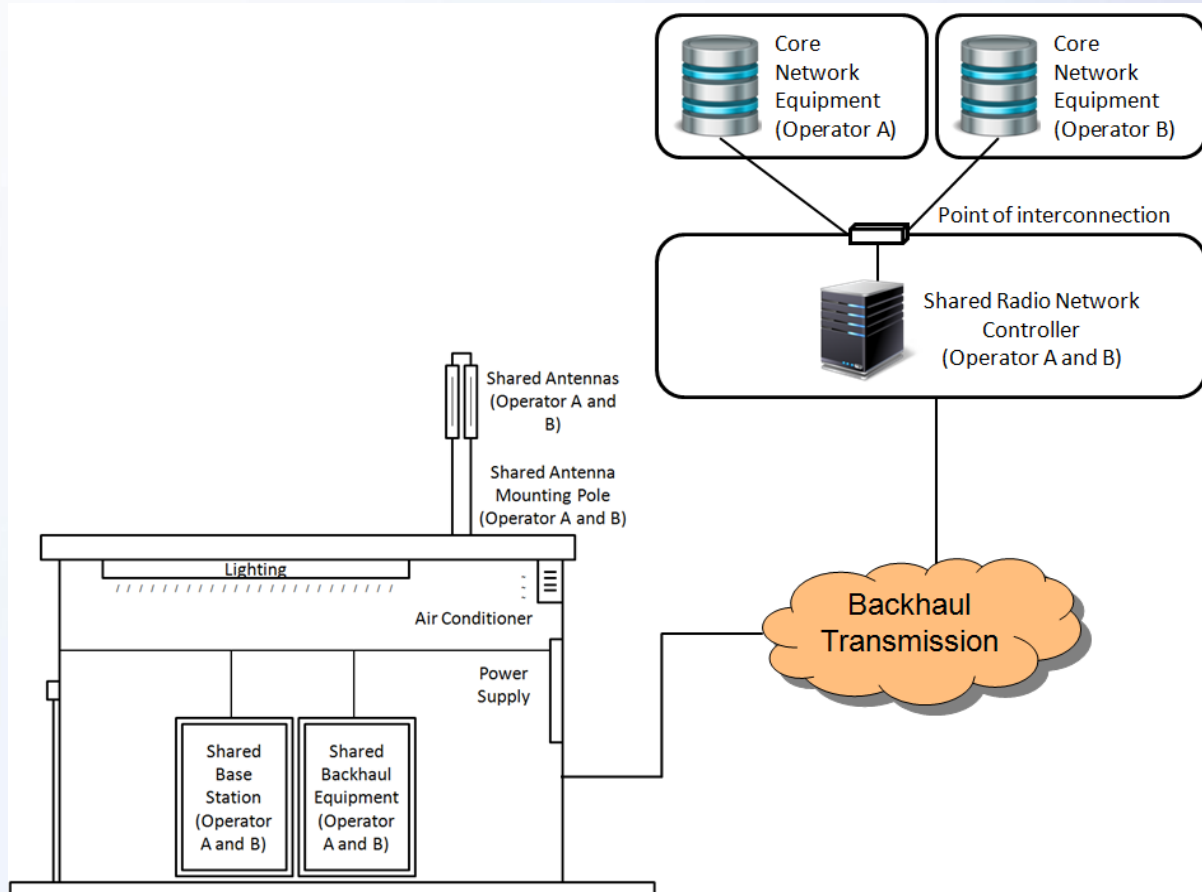 Core
Network
Equipment
(Operator A)
Core
Network
Equipment
(Operator B)
Point of interconnection
Shared Radio Network
Controller
(Operator A and B)
Shared Antennas
(Operator A and
B)
Shared Antenna
Mounting Pole
(Operator A and B)
Lighting
Air Conditioner
Power
Supply
Shared
Base
Station
(Operator
A and B)
Shared
Backhaul
Equipment
(Operator
A and B)
Backhaul
Transmission